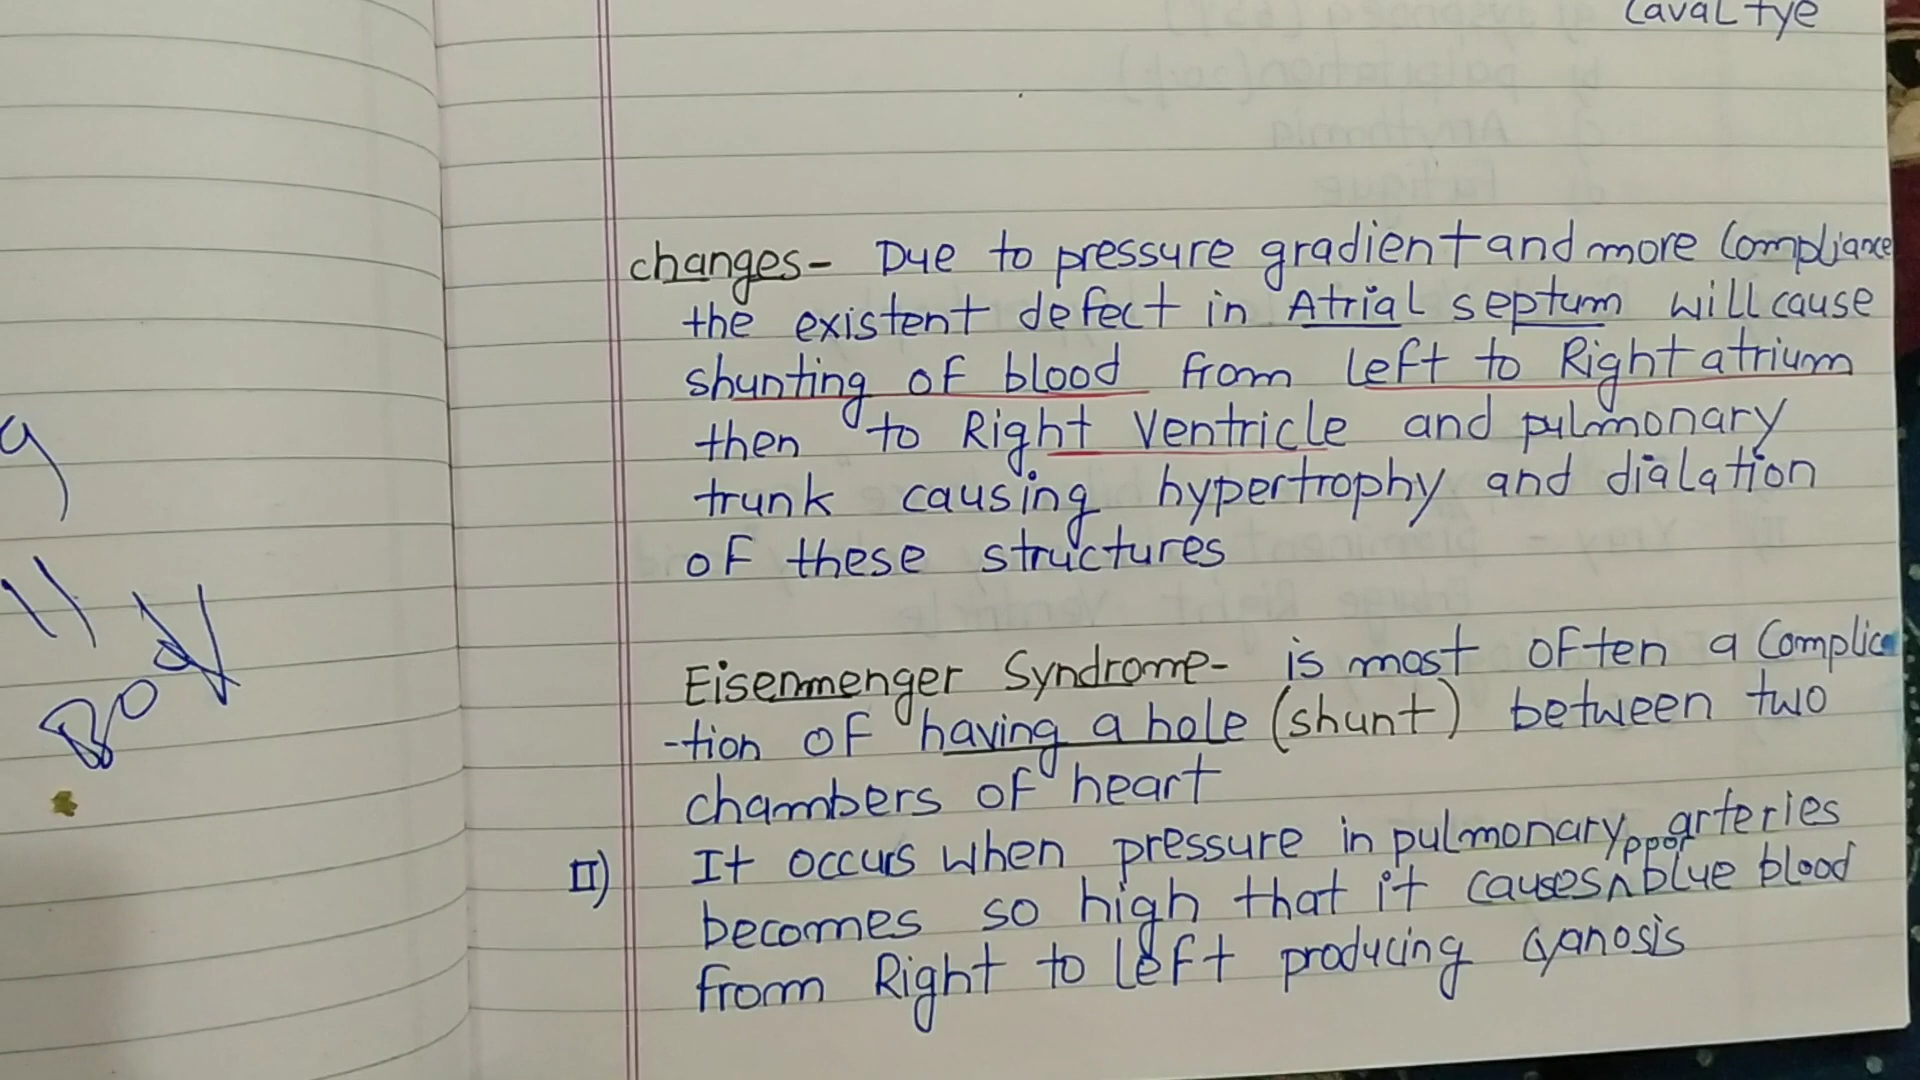 Caval tye
changes- Due to pressure gradient and more Compliance
the existent defect in Atrial septum will cause
shunting of blood from left to Right atrium
then to Right Ventricle and pulmonary
trunk causing hypertrophy and dialation
of these structures
Eisenmenger Syndrome- is most often a Complica
-tion of having a hole (shunt) between two
chambers of heart
II) It occurs when pressure in pulmonary arteries
becomes so high that it causes poor blue blood
from Right to left producing cyanosis